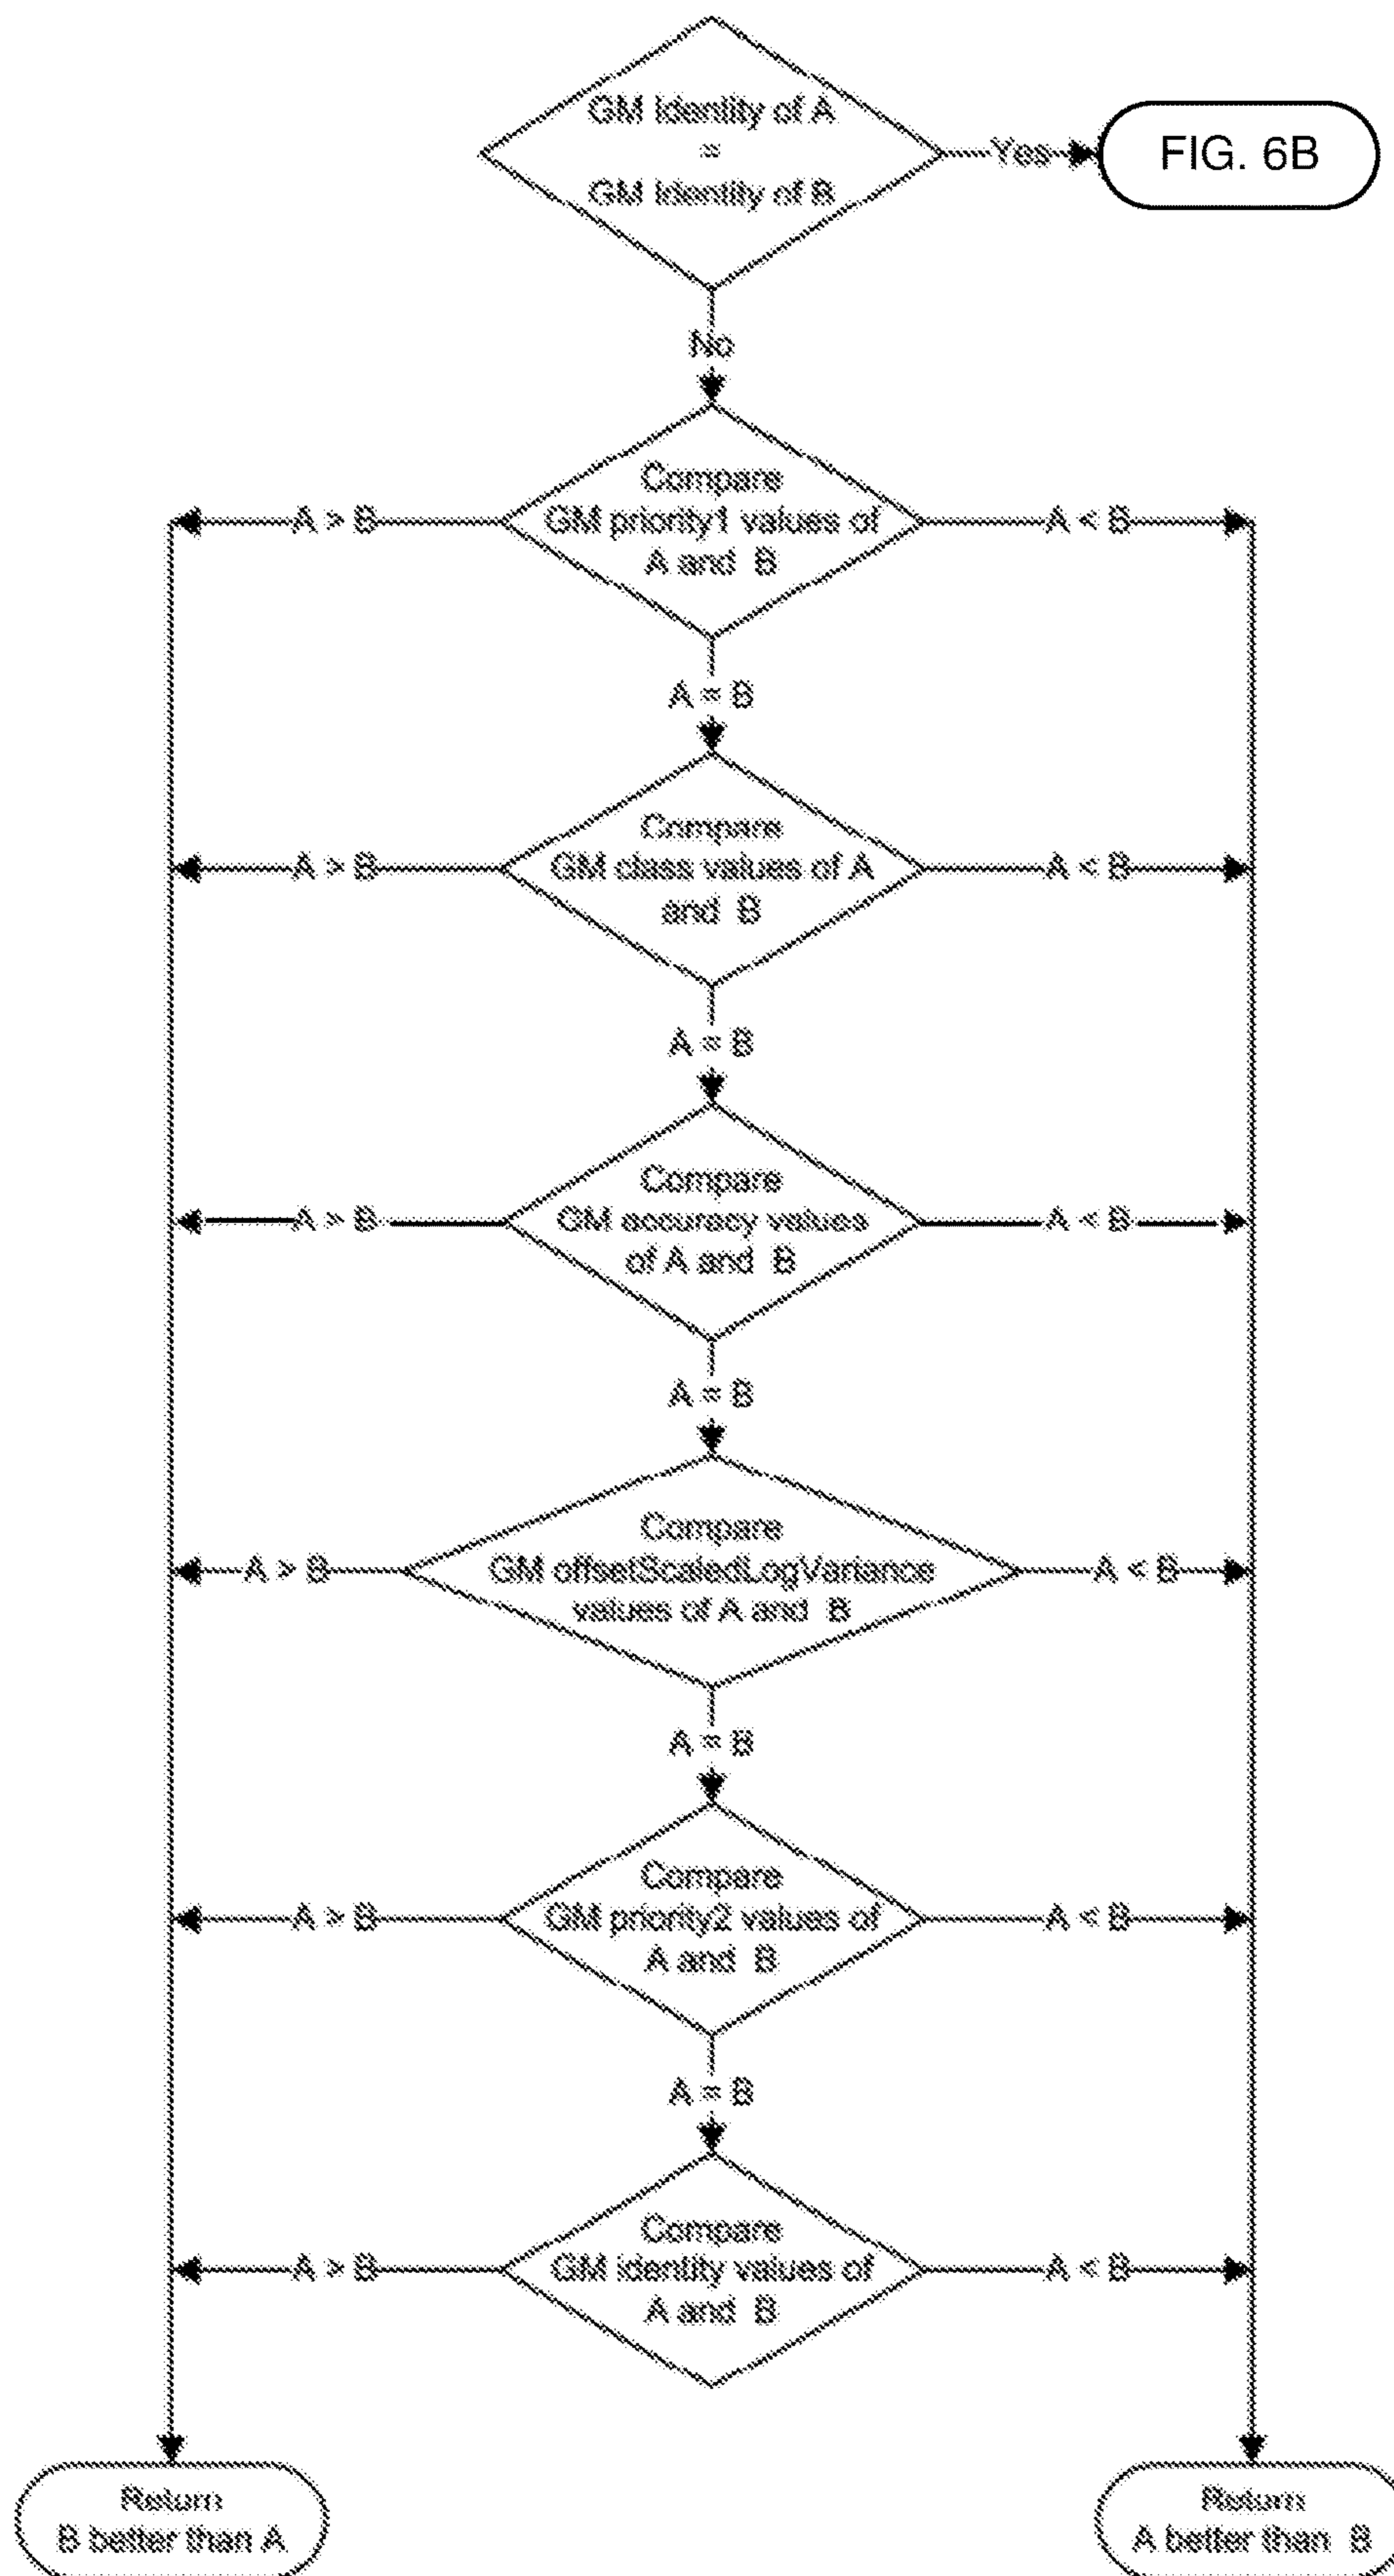 GM Identity of A
=
GM Identity of B
Yes
FIG. 6B
No
Compare
GM priority1 values of
A and B
A > B
A < B
A = B
Compare
GM class values of A
and B
A > B
A < B
A = B
Compare
GM accuracy values
of A and B
A > B
A < B
A = B
Compare
GM offsetScaledLogVariance
values of A and B
A > B
A < B
A = B
Compare
GM priority2 values of
A and B
A > B
A < B
A = B
Compare
GM identity values of
A and B
A > B
A < B
Return
B better than A
Return
A better than B